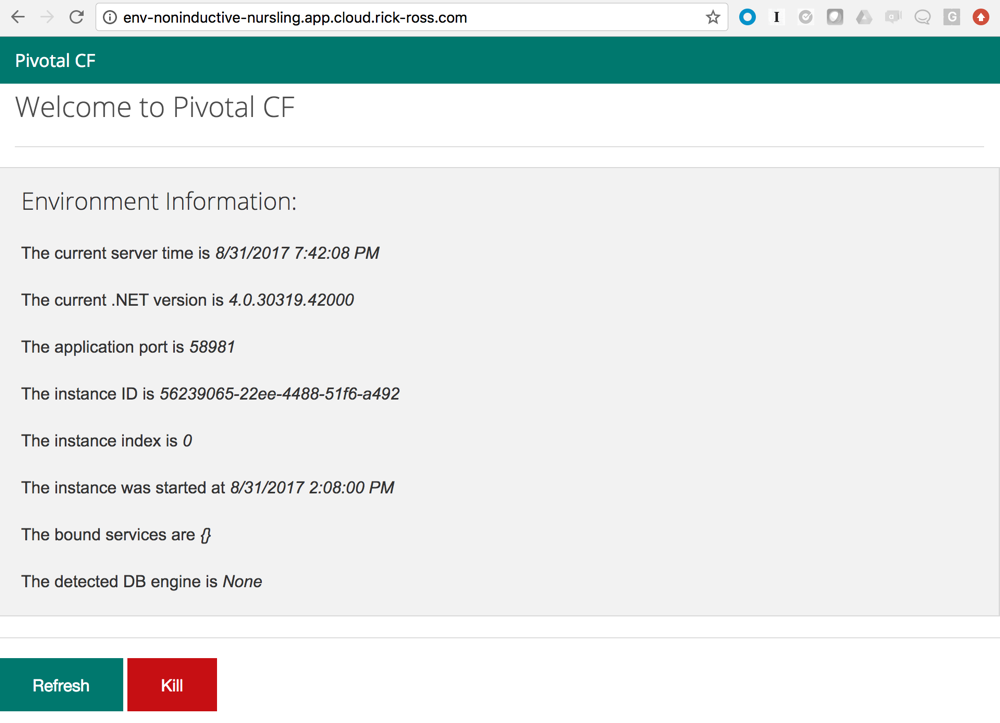 env-noninductive-nursling.app.cloud.rick-ross.com
Pivotal CF
Welcome to Pivotal CF
Environment Information:
The current server time is 8/31/2017 7:42:08 PM
The current .NET version is 4.0.30319.42000
The application port is 58981
The instance ID is 56239065-22ee-4488-51f6-a492
The instance index is 0
The instance was started at 8/31/2017 2:08:00 PM
The bound services are {}
The detected DB engine is None
Refresh Kill